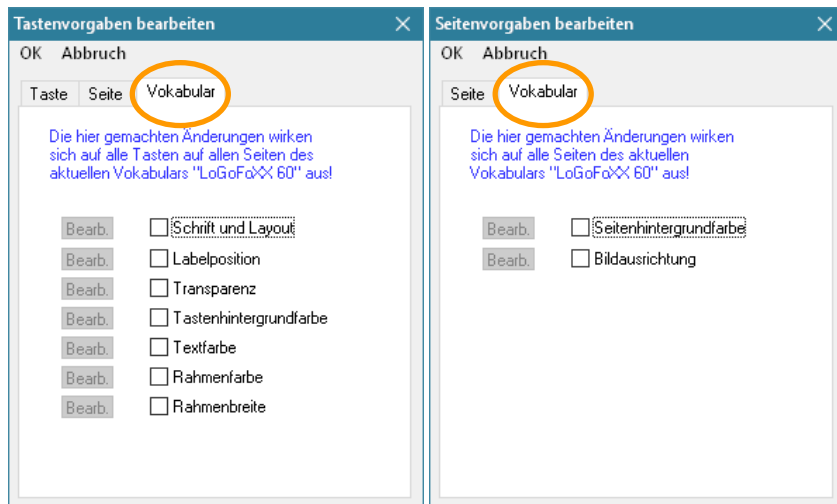 Tastenvorgaben bearbeiten
OK Abbruch
Taste Seite Vokabular
Die hier gemachten Änderungen wirken
sich auf alle Tasten auf allen Seiten des
aktuellen Vokabulars "LoGoFoXX 60" aus!
Bearb. Schrift und Layout
Bearb. Labelposition
Bearb. Transparenz
Bearb. Tastenhintergrundfarbe
Bearb. Textfarbe
Bearb. Rahmenfarbe
Bearb. Rahmenbreite
Seitenvorgaben bearbeiten
OK Abbruch
Seite Vokabular
Die hier gemachten Änderungen wirken
sich auf alle Seiten des aktuellen
Vokabulars "LoGoFoXX 60" aus!
Bearb. Seitenhintergrundfarbe
Bearb. Bildausrichtung